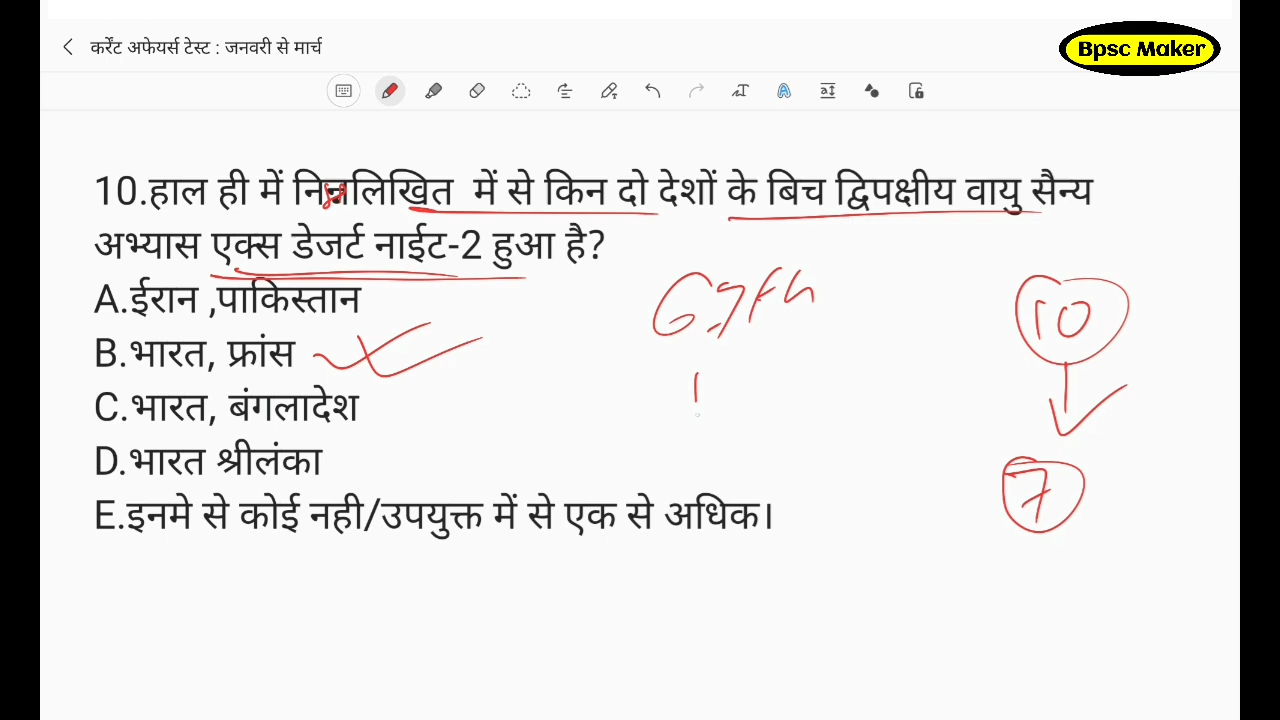 कर्रेंट अफेयर्स टेस्ट : जनवरी से मार्च
Bpsc Maker
10.हाल ही में निनलिखित में से किन दो देशों के बिच द्विपक्षीय वायु सैन्य
अभ्यास एक्स डेजर्ट नाईट-2 हुआ है?
A.ईरान ,पाकिस्तान
B.भारत, फ्रांस
C.भारत, बंगलादेश
D.भारत श्रीलंका
E.इनमे से कोई नही/उपयुक्त में से एक से अधिक।
10
7